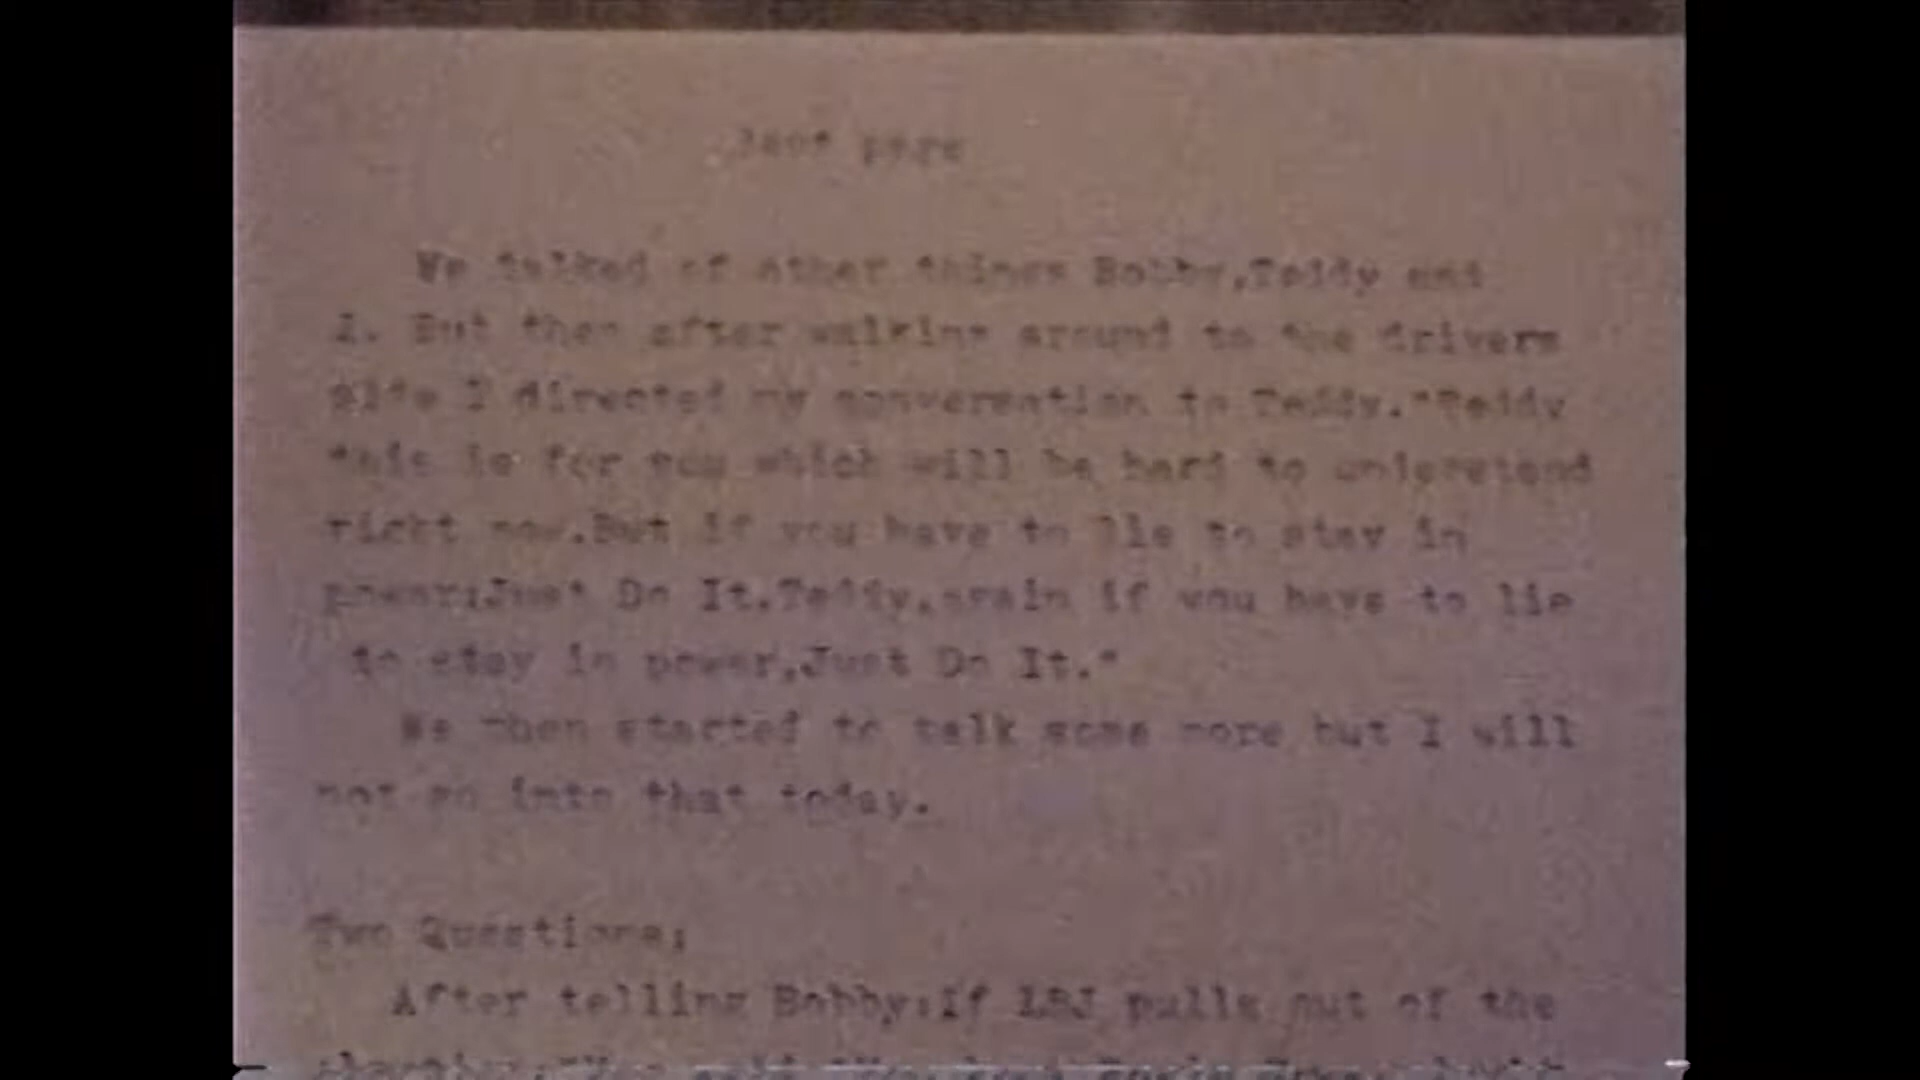 last page
We talked of other things Bobby,Teddy and
I. But then after walking around to the drivers
side I directed my conversation to Teddy."Teddy
this is for you which will be hard to understand
right now.But if you have to lie to stay in
power;Just Do It.Teddy,again if you have to lie
to stay in power,Just Do It."
We then started to talk some more but I will
not go into that today.
Two Questions;
After telling Bobby;if LBJ pulls out of the